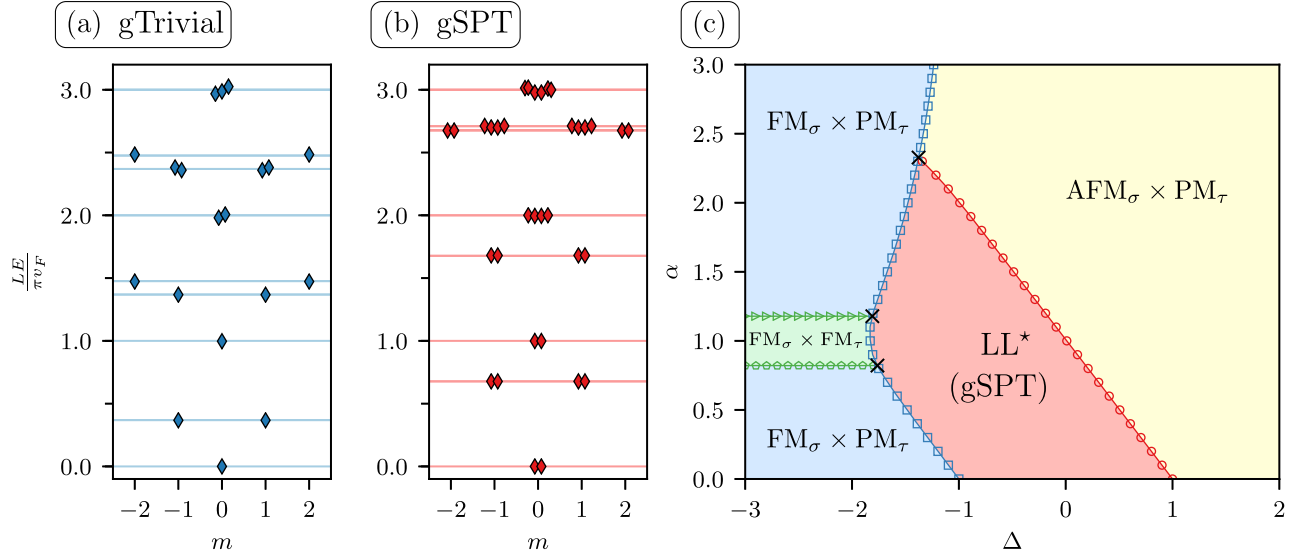 (a) gTrivial
3.0
2.0
1.0
0.0
LE
πv_F
−2 −1 0 1 2
m
(b) gSPT
3.0
2.0
1.0
0.0
−2 −1 0 1 2
m
(c)
3.0
2.5
2.0
1.5
1.0
0.5
0.0
α
FM_σ × PM_τ
AFM_σ × PM_τ
FM_σ × FM_τ
LL⋆
(gSPT)
FM_σ × PM_τ
−3 −2 −1 0 1 2
Δ